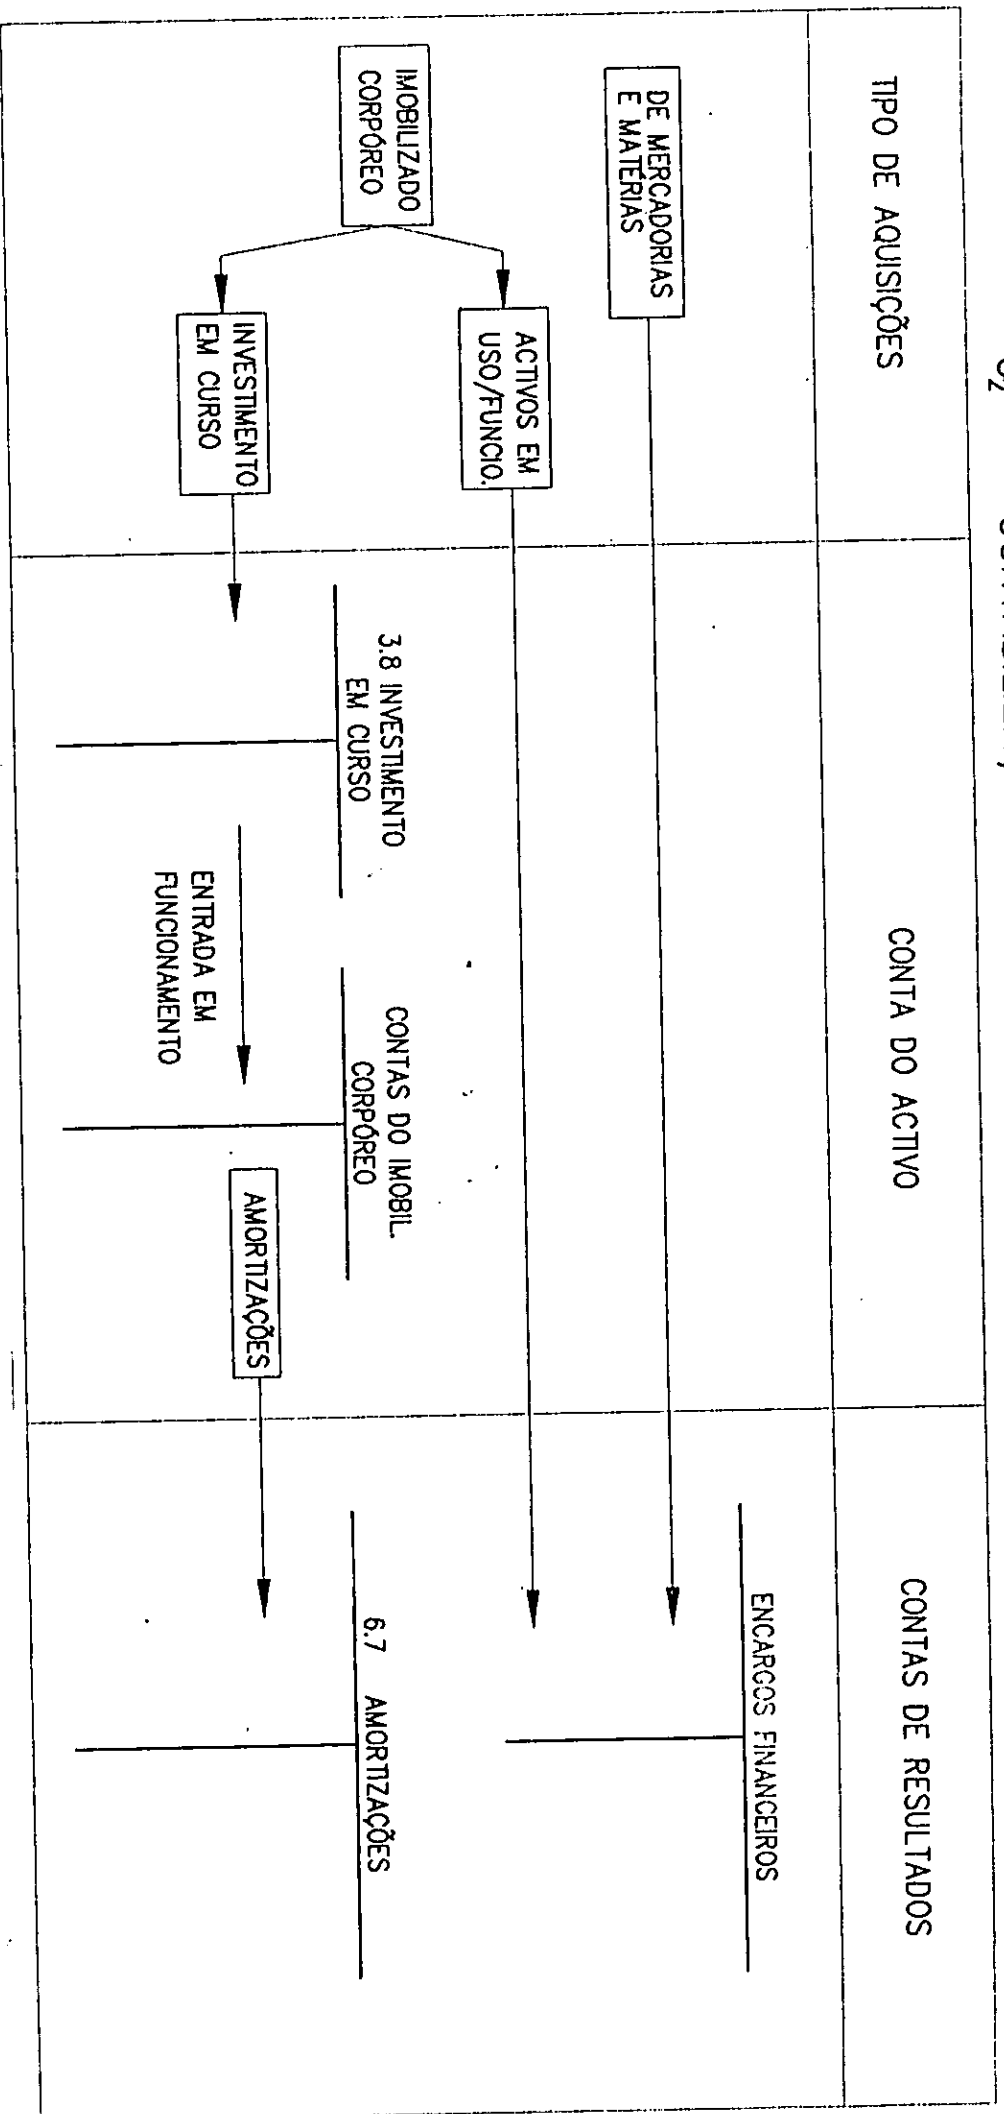 TIPO DE AQUISIÇÕES
CONTA DO ACTIVO
CONTAS DE RESULTADOS
DE MERCADORIAS
E MATÉRIAS
ENCARGOS FINANCEIROS
ACTIVOS EM
USO/FUNCIO.
IMOBILIZADO
CORPÓREO
INVESTIMENTO
EM CURSO
3.8 INVESTIMENTO
EM CURSO
ENTRADA EM
FUNCIONAMENTO
CONTAS DO IMOBIL.
CORPÓREO
AMORTIZAÇÕES
6.7 AMORTIZAÇÕES